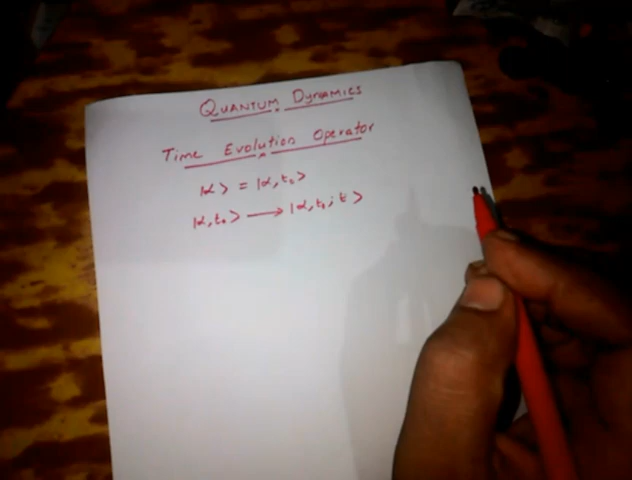 QUANTUM DYNAMICS
Time Evolution Operator
|α> = |α, t₀>
|α, t₀> ⟶ |α, t₀; t>